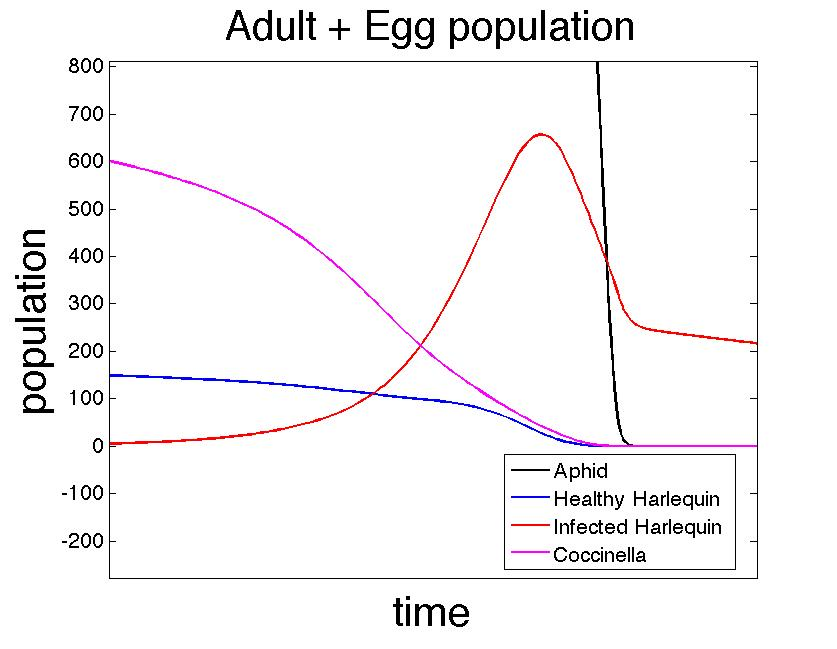 Adult + Egg population
800
700
600
500
400
300
200
100
0
-100
-200
population
time
Aphid
Healthy Harlequin
Infected Harlequin
Coccinella